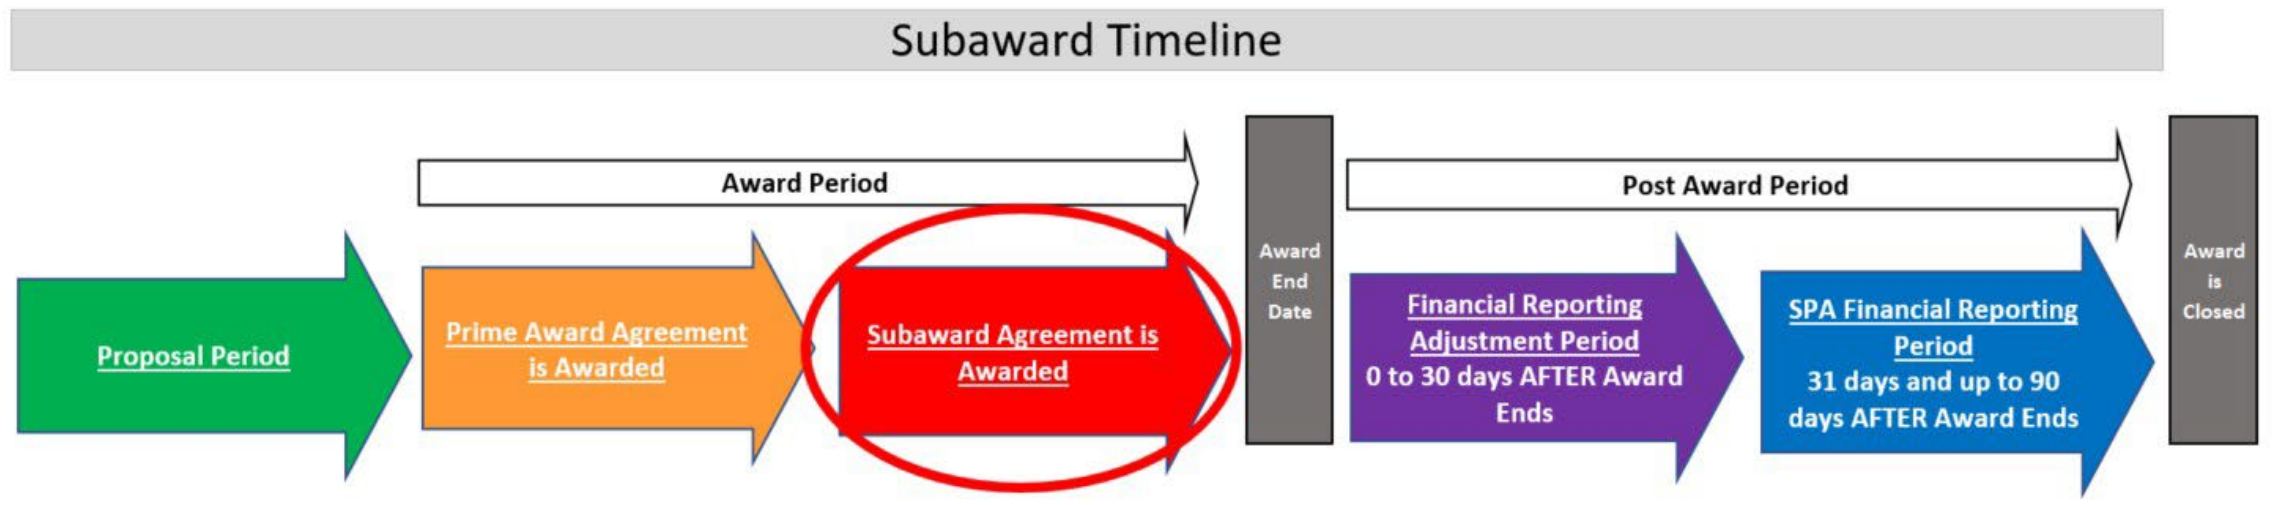 Subaward Timeline
Award Period
Post Award Period
Proposal Period
Prime Award Agreement
is Awarded
Subaward Agreement is
Awarded
Award
End
Date
Financial Reporting
Adjustment Period
0 to 30 days AFTER Award
Ends
SPA Financial Reporting
Period
31 days and up to 90
days AFTER Award Ends
Award
is
Closed